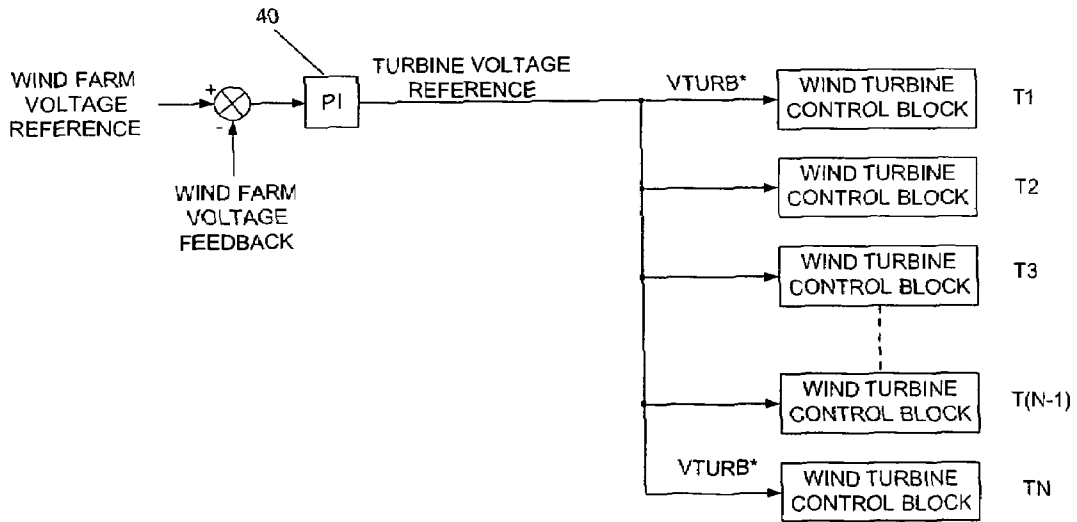 40
WIND FARM
VOLTAGE
REFERENCE
+
-
PI
TURBINE VOLTAGE
REFERENCE
WIND FARM
VOLTAGE
FEEDBACK
VTURB*
WIND TURBINE
CONTROL BLOCK
T1
WIND TURBINE
CONTROL BLOCK
T2
WIND TURBINE
CONTROL BLOCK
T3
WIND TURBINE
CONTROL BLOCK
T(N-1)
VTURB*
WIND TURBINE
CONTROL BLOCK
TN